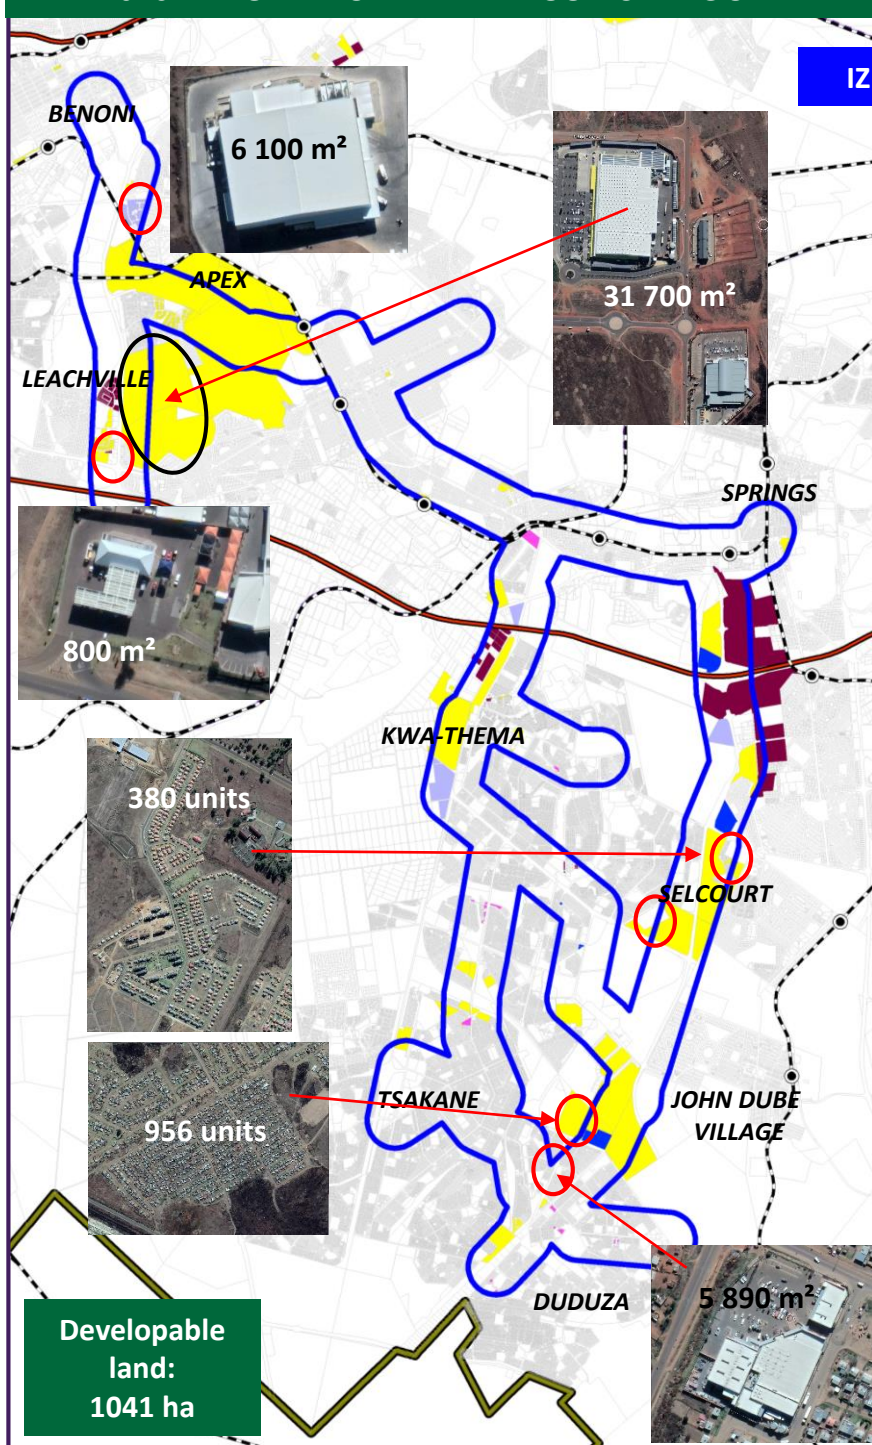 IZ
BENONI
6 100 m²
APEX
31 700 m²
LEACHVILLE
SPRINGS
800 m²
KWA-THEMA
380 units
SELCOURT
TSAKANE
JOHN DUBE
VILLAGE
956 units
5 890 m²
DUDUZA
Developable
land:
1041 ha